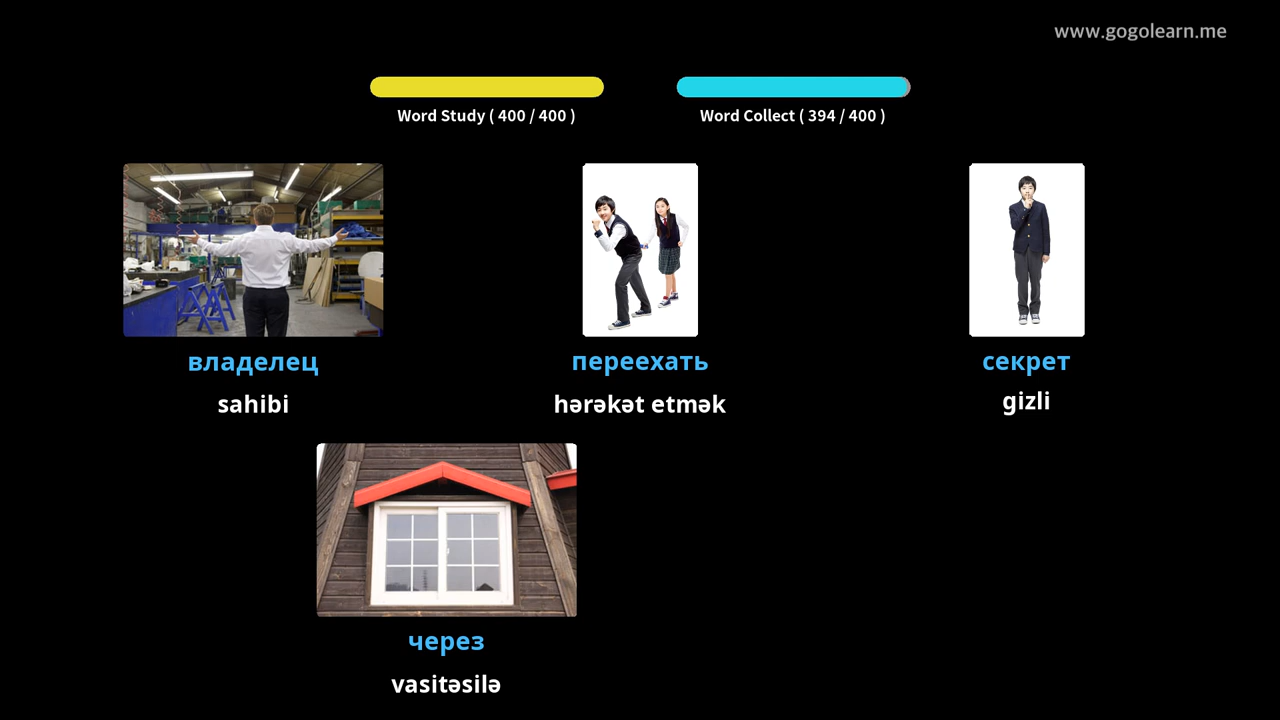 www.gogolearn.me
Word Study ( 400 / 400 )
Word Collect ( 394 / 400 )
владелец
sahibi
переехать
hərəkət etmək
секрет
gizli
через
vasitəsilə